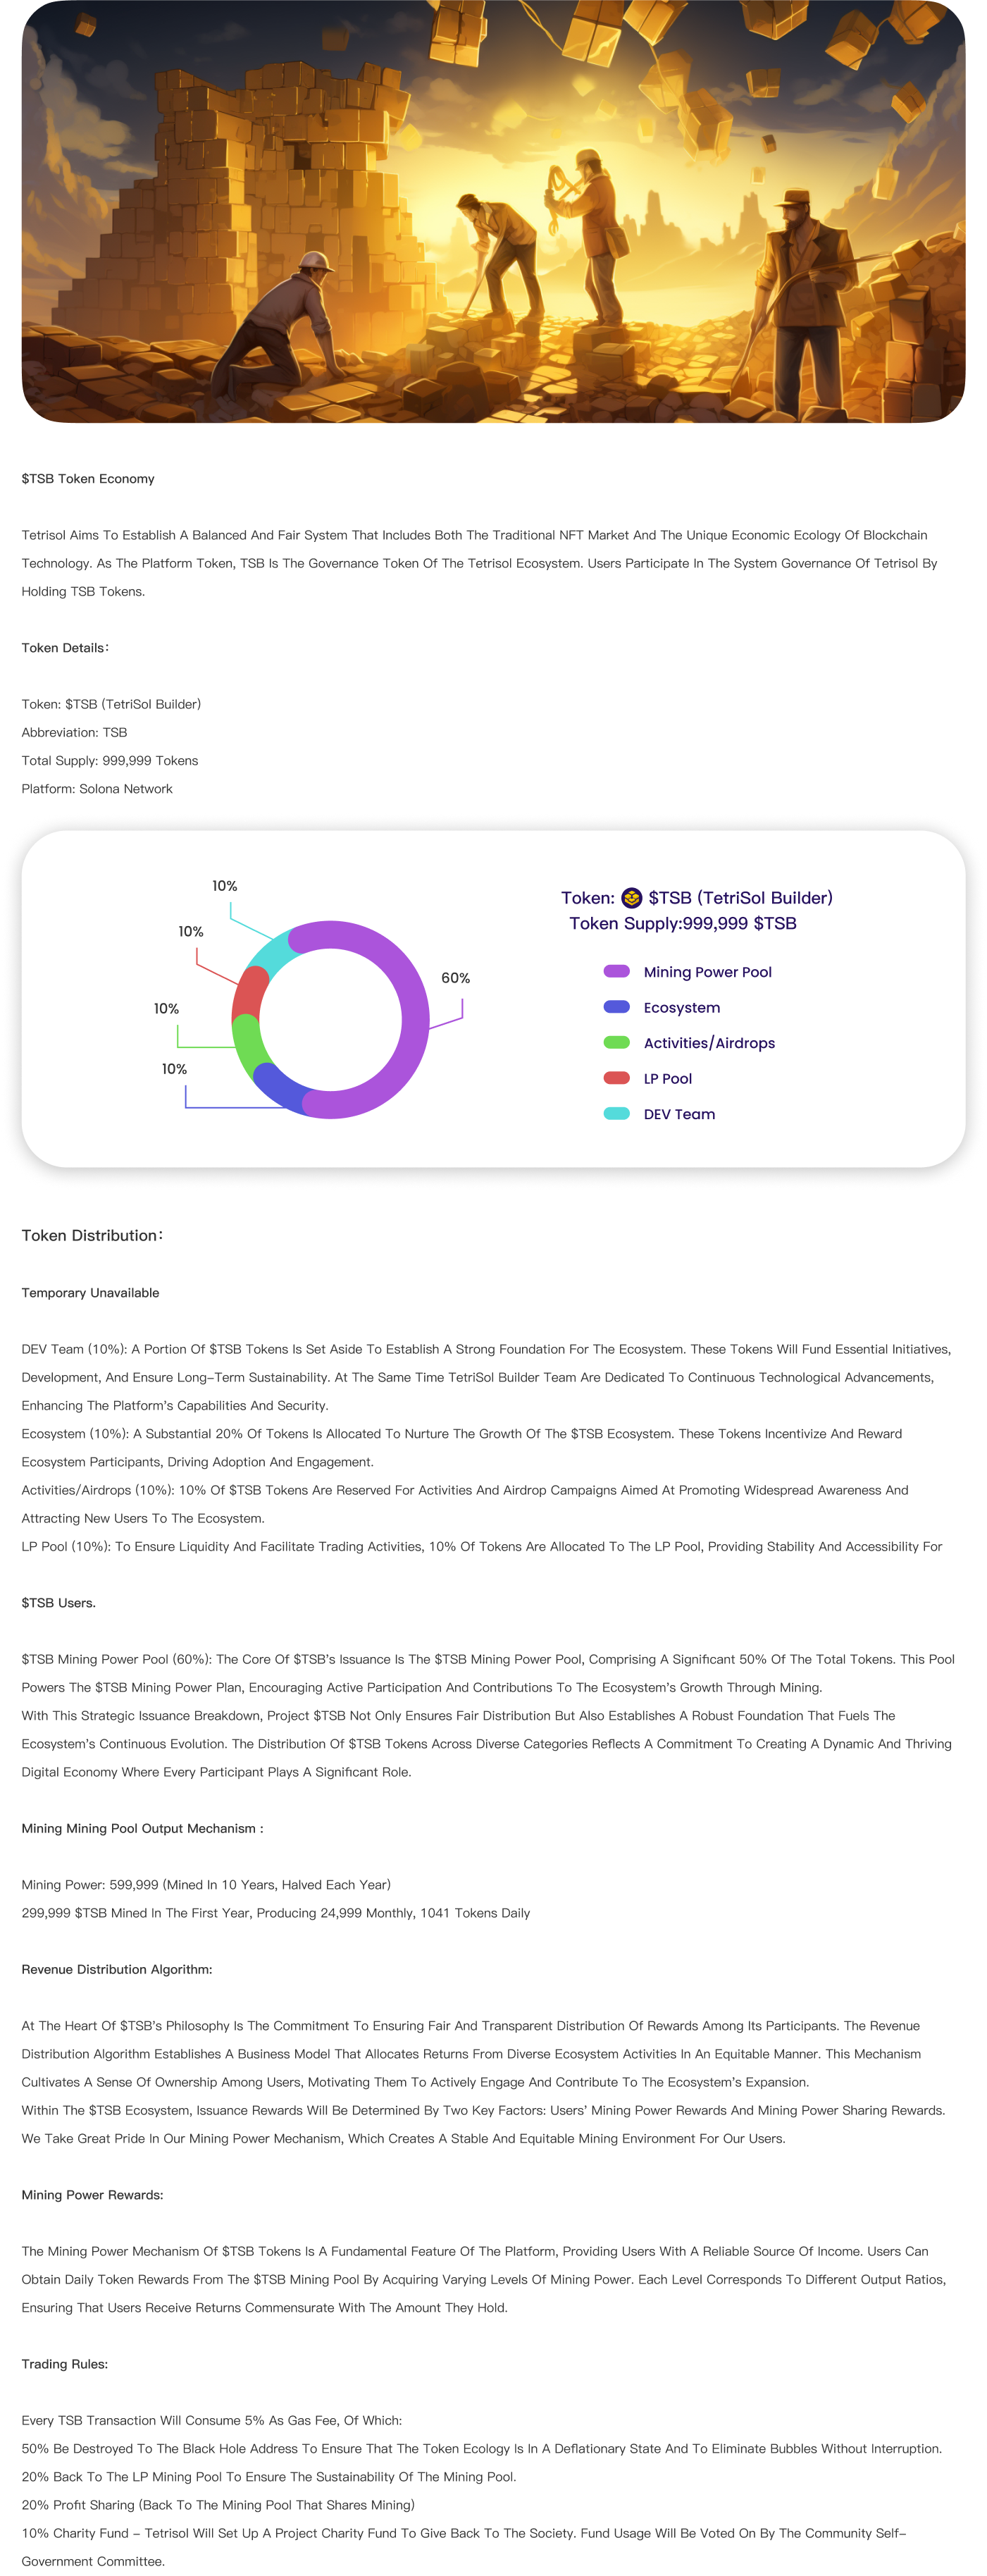 $TSB Token Economy
Tetrisol Aims To Establish A Balanced And Fair System That Includes Both The Traditional NFT Market And The Unique Economic Ecology Of Blockchain
Technology. As The Platform Token, TSB Is The Governance Token Of The Tetrisol Ecosystem. Users Participate In The System Governance Of Tetrisol By
Holding TSB Tokens.
Token Details：
Token: $TSB (TetriSol Builder)
Abbreviation: TSB
Total Supply: 999,999 Tokens
Platform: Solona Network
10%
10%
10%
10%
60%
Token: $TSB (TetriSol Builder)
Token Supply:999,999 $TSB
Mining Power Pool
Ecosystem
Activities/Airdrops
LP Pool
DEV Team
Token Distribution：
Temporary Unavailable
DEV Team (10%): A Portion Of $TSB Tokens Is Set Aside To Establish A Strong Foundation For The Ecosystem. These Tokens Will Fund Essential Initiatives,
Development, And Ensure Long-Term Sustainability. At The Same Time TetriSol Builder Team Are Dedicated To Continuous Technological Advancements,
Enhancing The Platform's Capabilities And Security.
Ecosystem (10%): A Substantial 20% Of Tokens Is Allocated To Nurture The Growth Of The $TSB Ecosystem. These Tokens Incentivize And Reward
Ecosystem Participants, Driving Adoption And Engagement.
Activities/Airdrops (10%): 10% Of $TSB Tokens Are Reserved For Activities And Airdrop Campaigns Aimed At Promoting Widespread Awareness And
Attracting New Users To The Ecosystem.
LP Pool (10%): To Ensure Liquidity And Facilitate Trading Activities, 10% Of Tokens Are Allocated To The LP Pool, Providing Stability And Accessibility For
$TSB Users.
$TSB Mining Power Pool (60%): The Core Of $TSB's Issuance Is The $TSB Mining Power Pool, Comprising A Significant 50% Of The Total Tokens. This Pool
Powers The $TSB Mining Power Plan, Encouraging Active Participation And Contributions To The Ecosystem's Growth Through Mining.
With This Strategic Issuance Breakdown, Project $TSB Not Only Ensures Fair Distribution But Also Establishes A Robust Foundation That Fuels The
Ecosystem's Continuous Evolution. The Distribution Of $TSB Tokens Across Diverse Categories Reflects A Commitment To Creating A Dynamic And Thriving
Digital Economy Where Every Participant Plays A Significant Role.
Mining Mining Pool Output Mechanism :
Mining Power: 599,999 (Mined In 10 Years, Halved Each Year)
299,999 $TSB Mined In The First Year, Producing 24,999 Monthly, 1041 Tokens Daily
Revenue Distribution Algorithm:
At The Heart Of $TSB's Philosophy Is The Commitment To Ensuring Fair And Transparent Distribution Of Rewards Among Its Participants. The Revenue
Distribution Algorithm Establishes A Business Model That Allocates Returns From Diverse Ecosystem Activities In An Equitable Manner. This Mechanism
Cultivates A Sense Of Ownership Among Users, Motivating Them To Actively Engage And Contribute To The Ecosystem's Expansion.
Within The $TSB Ecosystem, Issuance Rewards Will Be Determined By Two Key Factors: Users' Mining Power Rewards And Mining Power Sharing Rewards.
We Take Great Pride In Our Mining Power Mechanism, Which Creates A Stable And Equitable Mining Environment For Our Users.
Mining Power Rewards:
The Mining Power Mechanism Of $TSB Tokens Is A Fundamental Feature Of The Platform, Providing Users With A Reliable Source Of Income. Users Can
Obtain Daily Token Rewards From The $TSB Mining Pool By Acquiring Varying Levels Of Mining Power. Each Level Corresponds To Different Output Ratios,
Ensuring That Users Receive Returns Commensurate With The Amount They Hold.
Trading Rules:
Every TSB Transaction Will Consume 5% As Gas Fee, Of Which:
50% Be Destroyed To The Black Hole Address To Ensure That The Token Ecology Is In A Deflationary State And To Eliminate Bubbles Without Interruption.
20% Back To The LP Mining Pool To Ensure The Sustainability Of The Mining Pool.
20% Profit Sharing (Back To The Mining Pool That Shares Mining)
10% Charity Fund - Tetrisol Will Set Up A Project Charity Fund To Give Back To The Society. Fund Usage Will Be Voted On By The Community Self-
Government Committee.